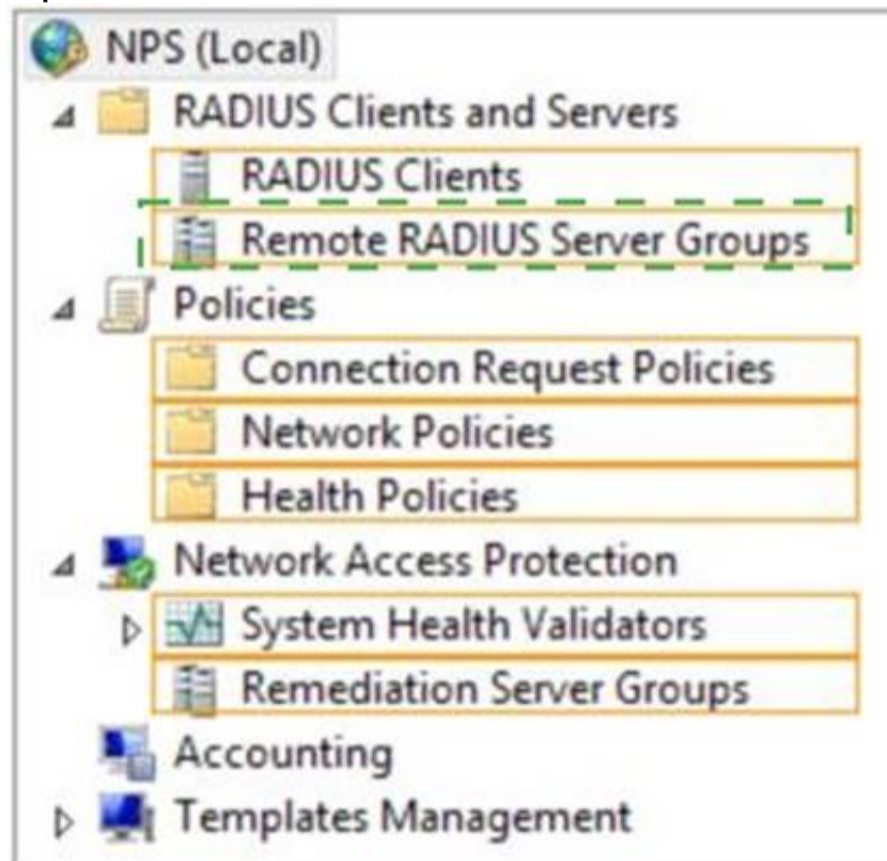 NPS (Local)
RADIUS Clients and Servers
RADIUS Clients
Remote RADIUS Server Groups
Policies
Connection Request Policies
Network Policies
Health Policies
Network Access Protection
System Health Validators
Remediation Server Groups
Accounting
Templates Management